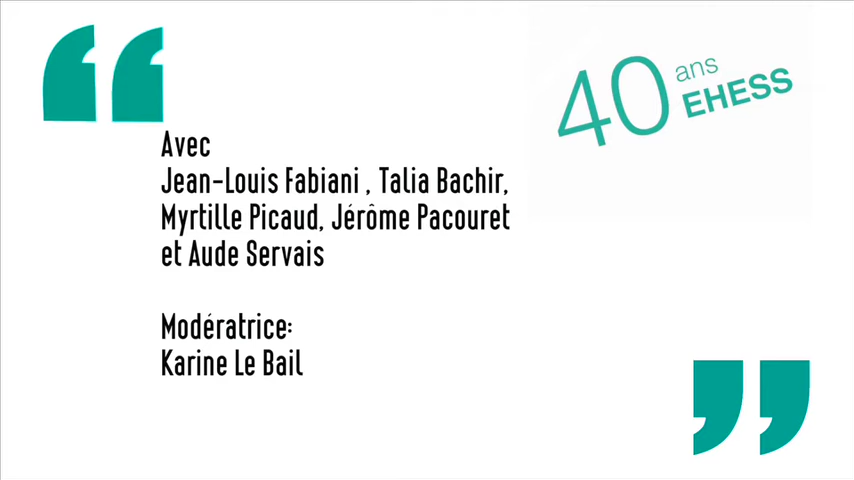 40 ans
EHESS
Avec
Jean-Louis Fabiani , Talia Bachir,
Myrtille Picaud, Jérôme Pacouret
et Aude Servais
Modératrice:
Karine Le Bail